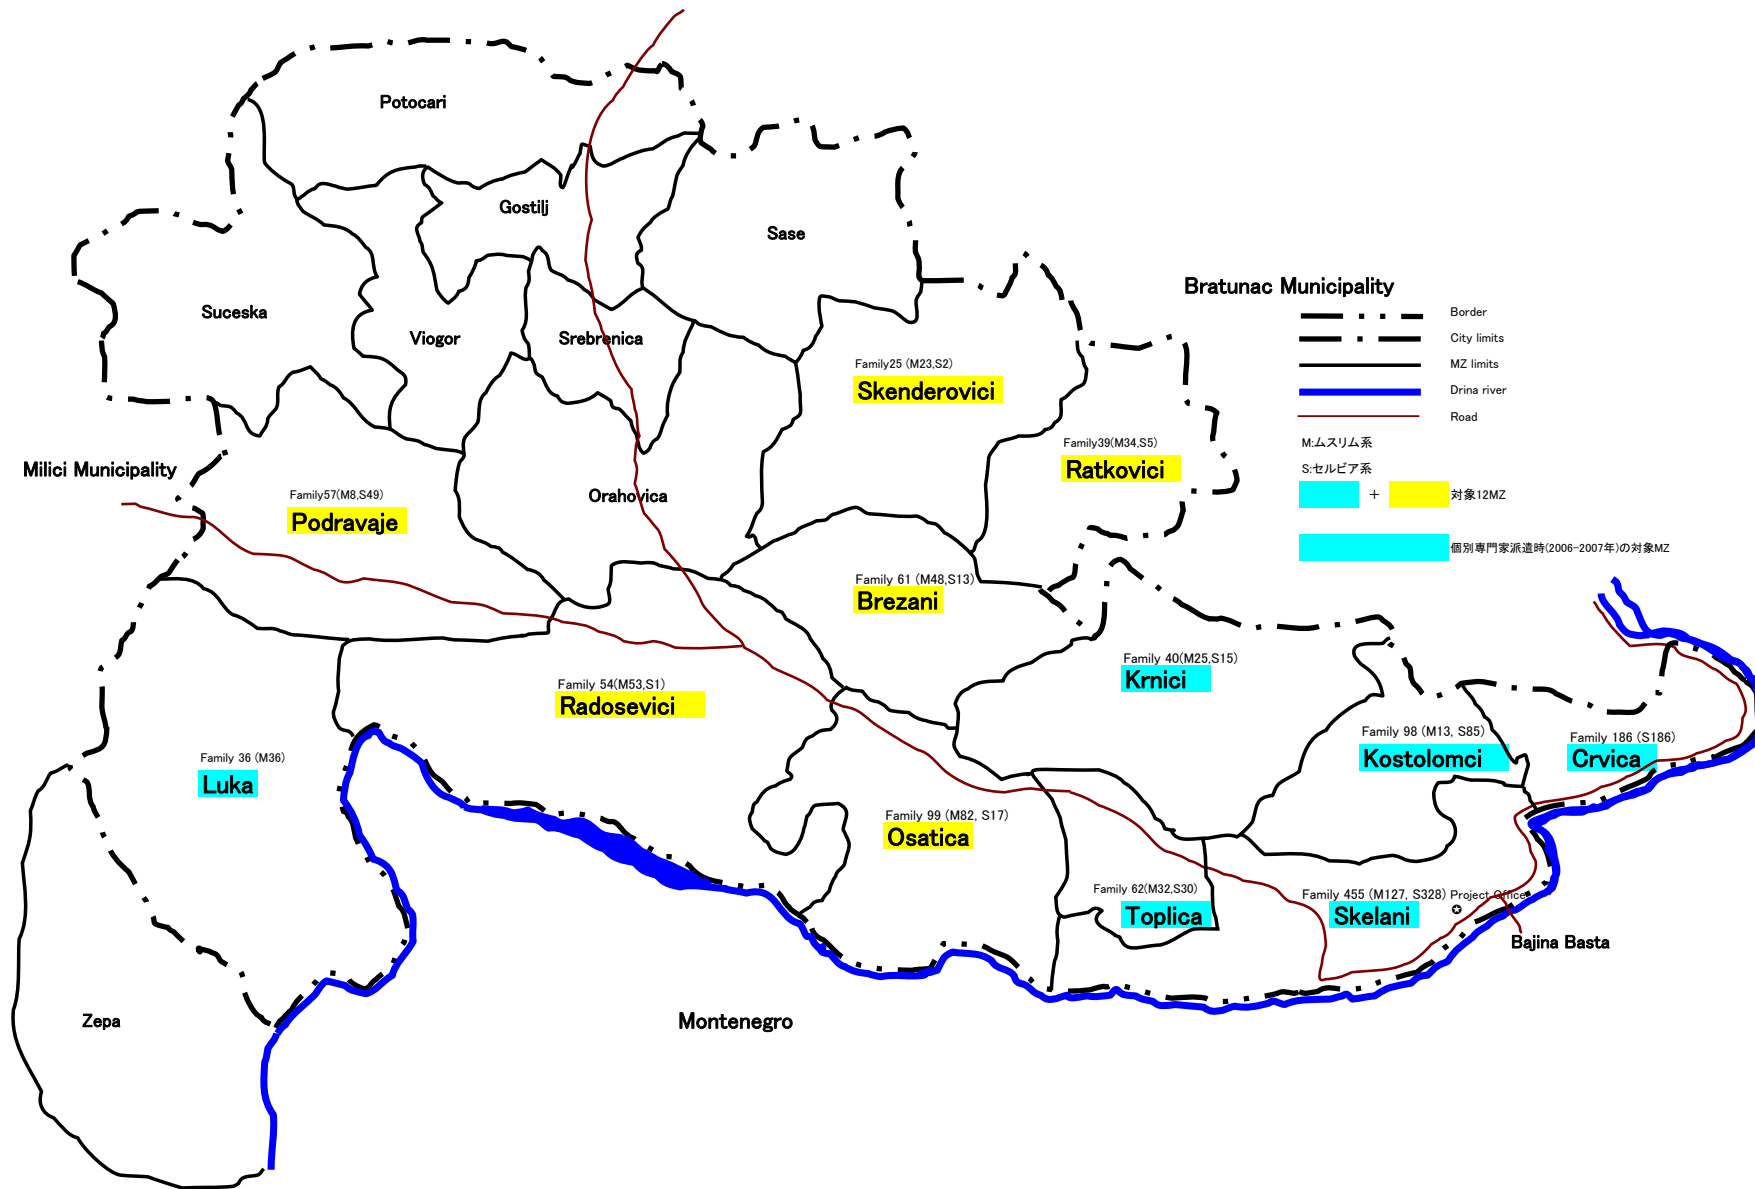 Potocari
Gostilj
Sase
Suceska
Viogor
Srebrenica
Bratunac Municipality
Border
City limits
MZ limits
Drina river
Road
M:ムスリム系
S:セルビア系
+ 対象12MZ
個別専門家派遣時(2006-2007年)の対象MZ
Family25 (M23,S2)
Skenderovici
Family39(M34,S5)
Ratkovici
Milici Municipality
Family57(M8,S49)
Podravaje
Orahovica
Family 61 (M48,S13)
Brezani
Family 40(M25,S15)
Krnici
Family 54(M53,S1)
Radosevici
Family 98 (M13, S85)
Kostolomci
Family 186 (S186)
Crvica
Family 36 (M36)
Luka
Family 99 (M82, S17)
Osatica
Family 62(M32,S30)
Toplica
Family 455 (M127, S328) Project Office
Skelani
Bajina Basta
Zepa
Montenegro